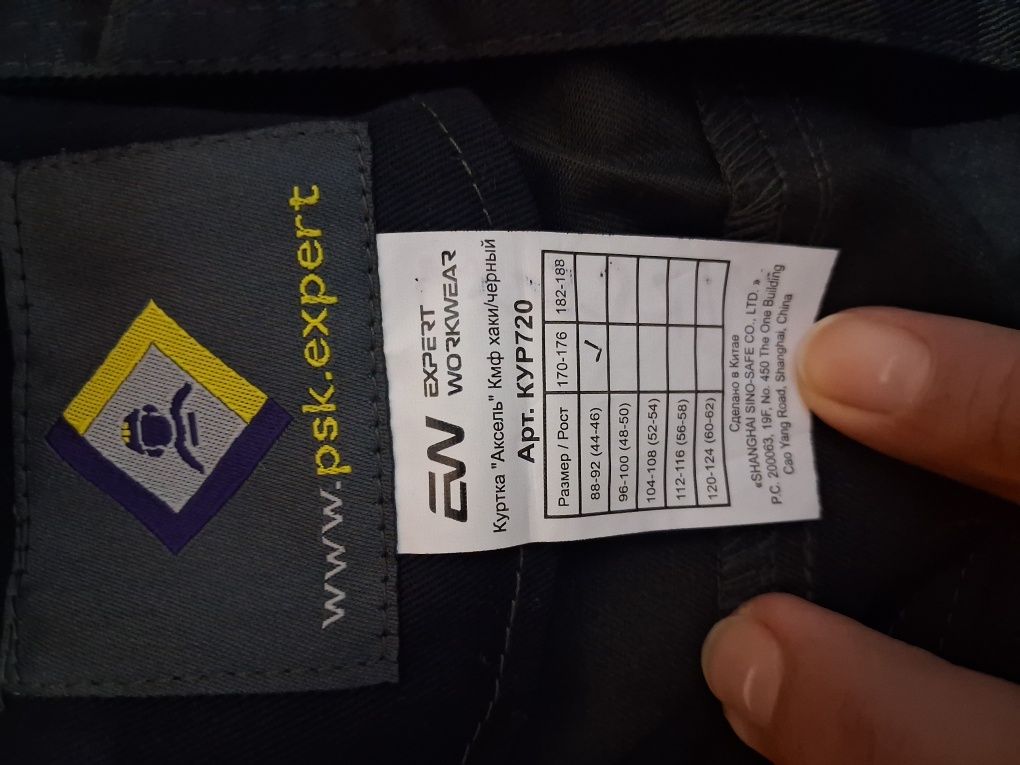 www.psk.expert
EW EXPERT
WORKWEAR
Куртка "Аксель" Кмф хаки/черный
Арт. КУР720
Размер / Рост 170-176 182-188
88-92 (44-46) ✓
96-100 (48-50)
104-108 (52-54)
112-116 (56-58)
120-124 (60-62)
Сделано в Китае
«SHANGHAI SINO-SAFE CO., LTD. »
P.C. 200063, 19F, No. 450 The One Building
Cao Yang Road, Shanghai, China